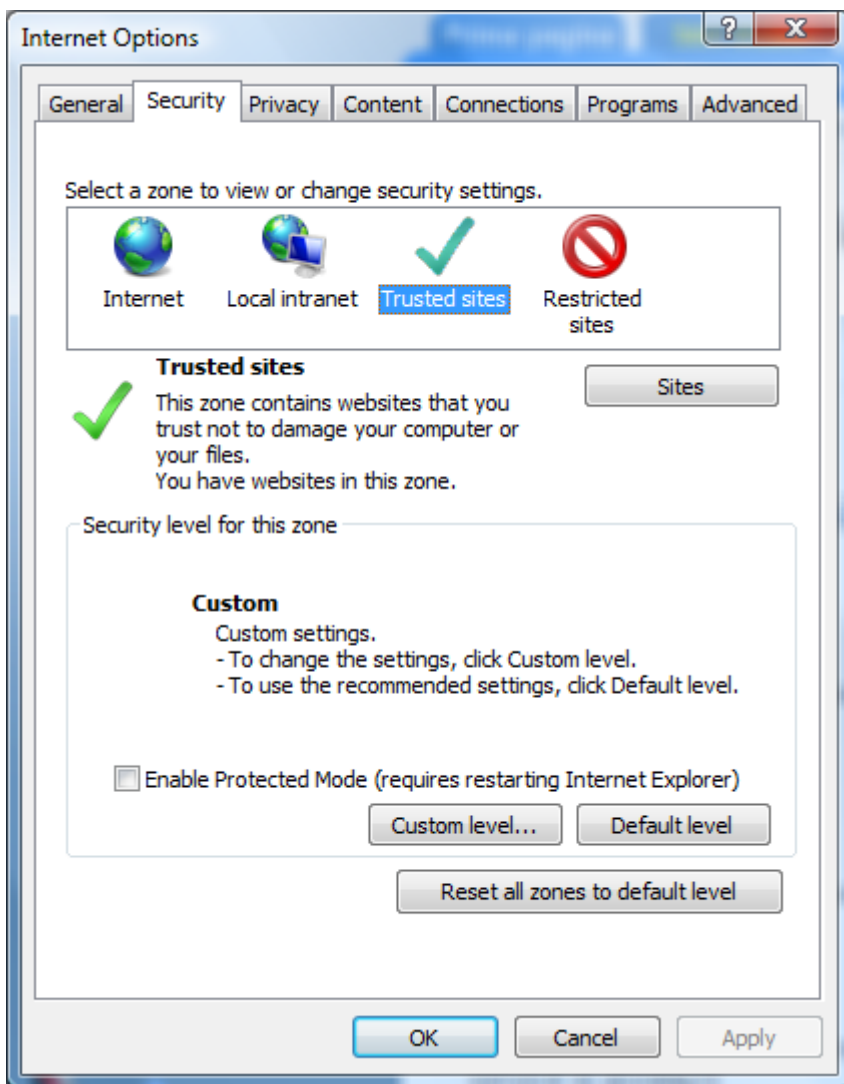 Internet Options
General Security Privacy Content Connections Programs Advanced
Select a zone to view or change security settings.
Internet Local intranet Trusted sites Restricted sites
Trusted sites
Sites
This zone contains websites that you
trust not to damage your computer or
your files.
You have websites in this zone.
Security level for this zone
Custom
Custom settings.
- To change the settings, click Custom level.
- To use the recommended settings, click Default level.
Enable Protected Mode (requires restarting Internet Explorer)
Custom level... Default level
Reset all zones to default level
OK Cancel Apply